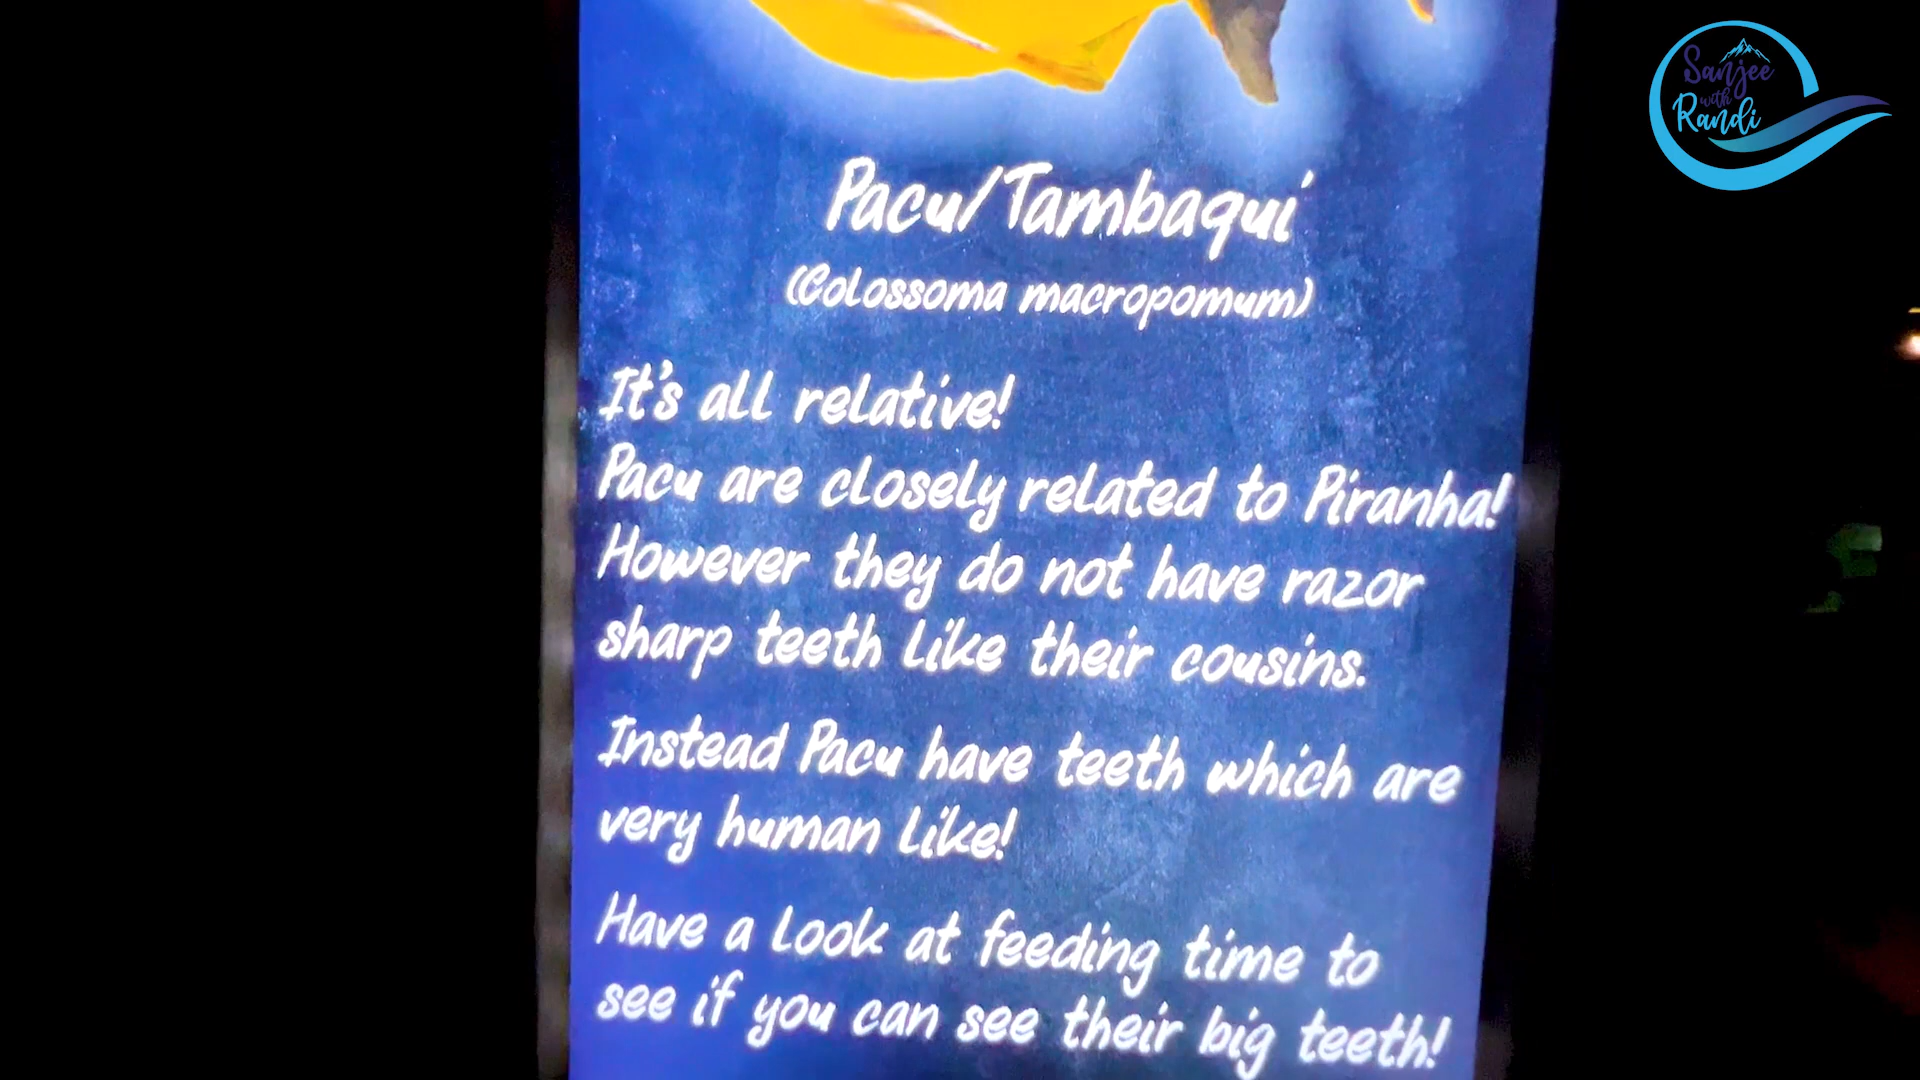 Sanjee
with
Randi
Pacu/Tambaqui
(Colossoma macropomum)
It's all relative!
Pacu are closely related to Piranha!
However they do not have razor
sharp teeth like their cousins.
Instead Pacu have teeth which are
very human like!
Have a look at feeding time to
see if you can see their big teeth!